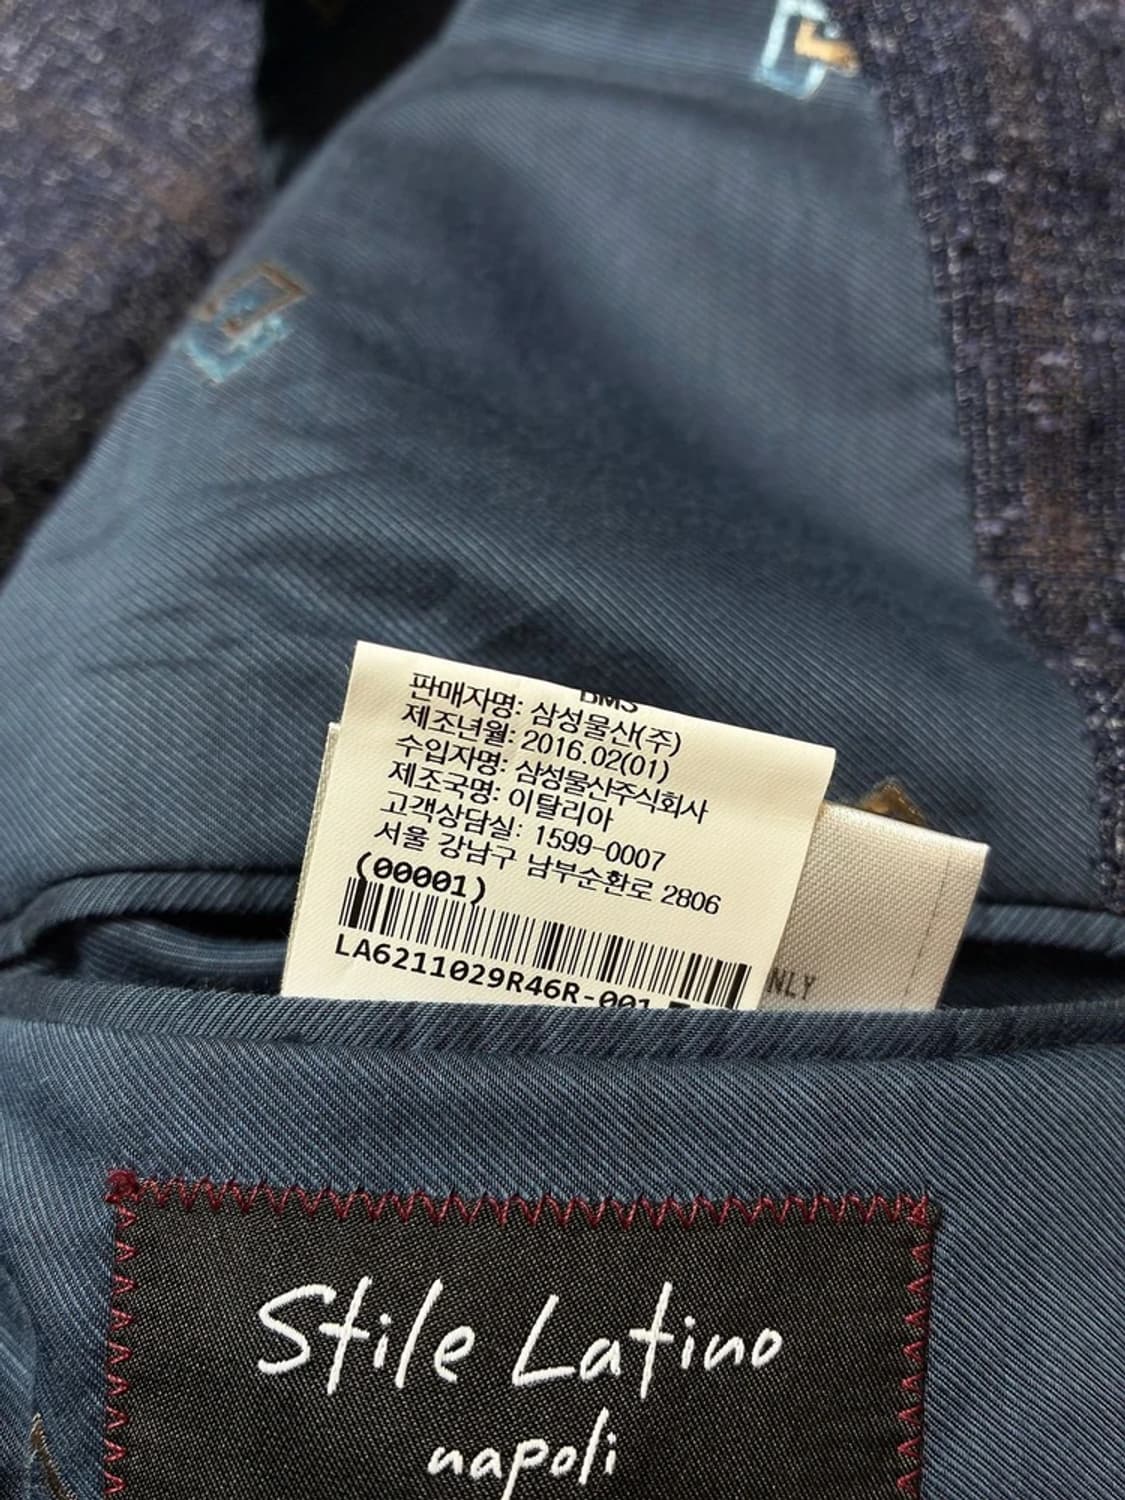 BMS
판매자명: 삼성물산(주)
제조년월: 2016.02(01)
수입자명: 삼성물산주식회사
제조국명: 이탈리아
고객상담실: 1599-0007
서울 강남구 남부순환로 2806
(00001)
LA6211029R46R-001
NLY
Stile Latino
napoli